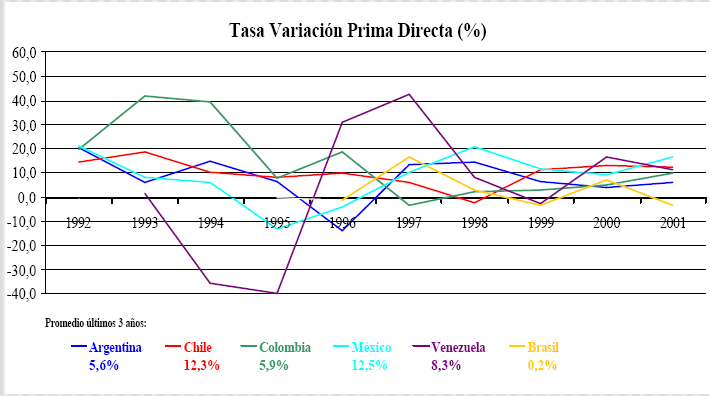 Tasa Variación Prima Directa (%)
60,0
50,0
40,0
30,0
20,0
10,0
0,0
-10,0
-20,0
-30,0
-40,0
1992 1993 1994 1995 1996 1997 1998 1999 2000 2001
Promedio últimos 3 años:
Argentina Chile Colombia México Venezuela Brasil
5,6% 12,3% 5,9% 12,5% 8,3% 0,2%